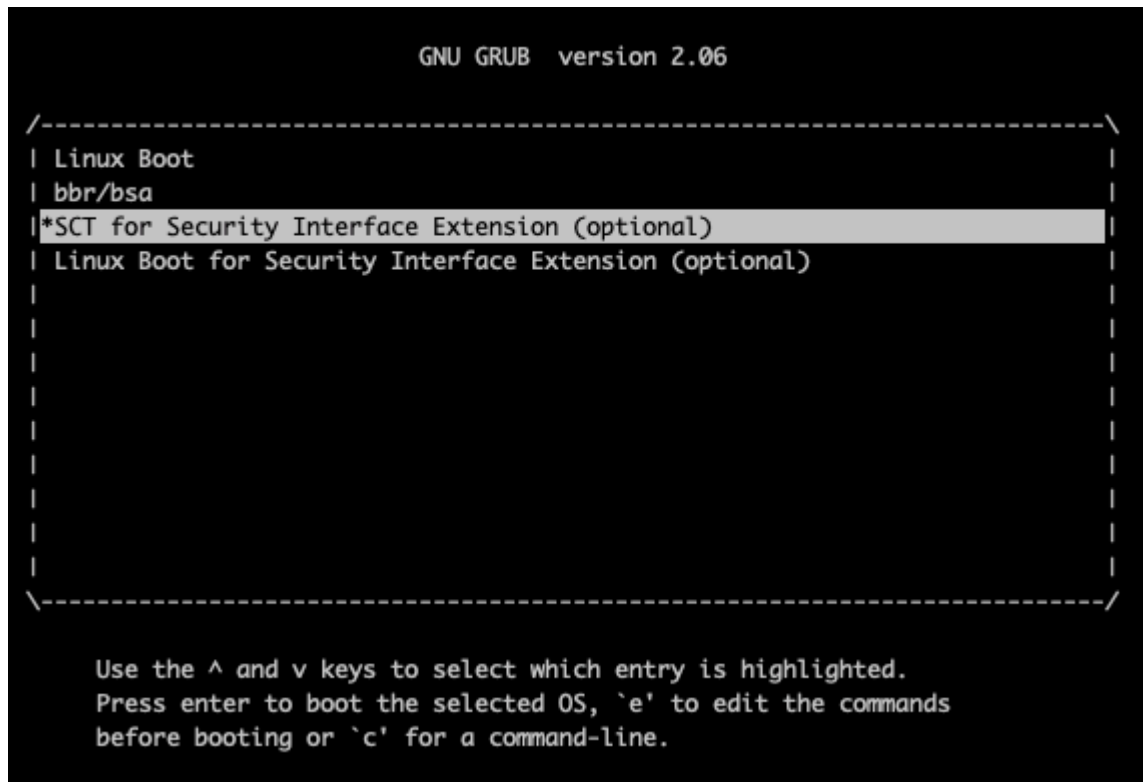 GNU GRUB  version 2.06
/----------------------------------------------------------------------------\
| Linux Boot                                                                 |
| bbr/bsa                                                                    |
|*SCT for Security Interface Extension (optional)                            |
| Linux Boot for Security Interface Extension (optional)                     |
|                                                                            |
|                                                                            |
|                                                                            |
|                                                                            |
|                                                                            |
|                                                                            |
|                                                                            |
|                                                                            |
|                                                                            |
\----------------------------------------------------------------------------/
Use the ^ and v keys to select which entry is highlighted.
Press enter to boot the selected OS, `e' to edit the commands
before booting or `c' for a command-line.